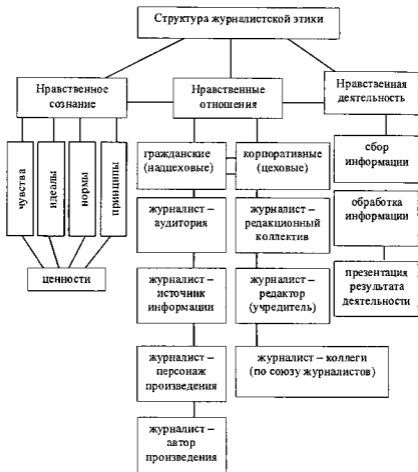 Структура журналистской этики
Нравственное
сознание
Нравственные
отношения
Нравственная
деятельность
чувства
идеалы
нормы
принципы
ценности
гражданские
(надцеховые)
журналист –
аудитория
журналист –
источник
информации
журналист –
персонаж
произведения
журналист –
автор
произведения
корпоративные
(цеховые)
журналист –
редакционный
коллектив
журналист –
редактор
(учредитель)
журналист – коллеги
(по союзу журналистов)
сбор
информации
обработка
информации
презентация
результата
деятельности